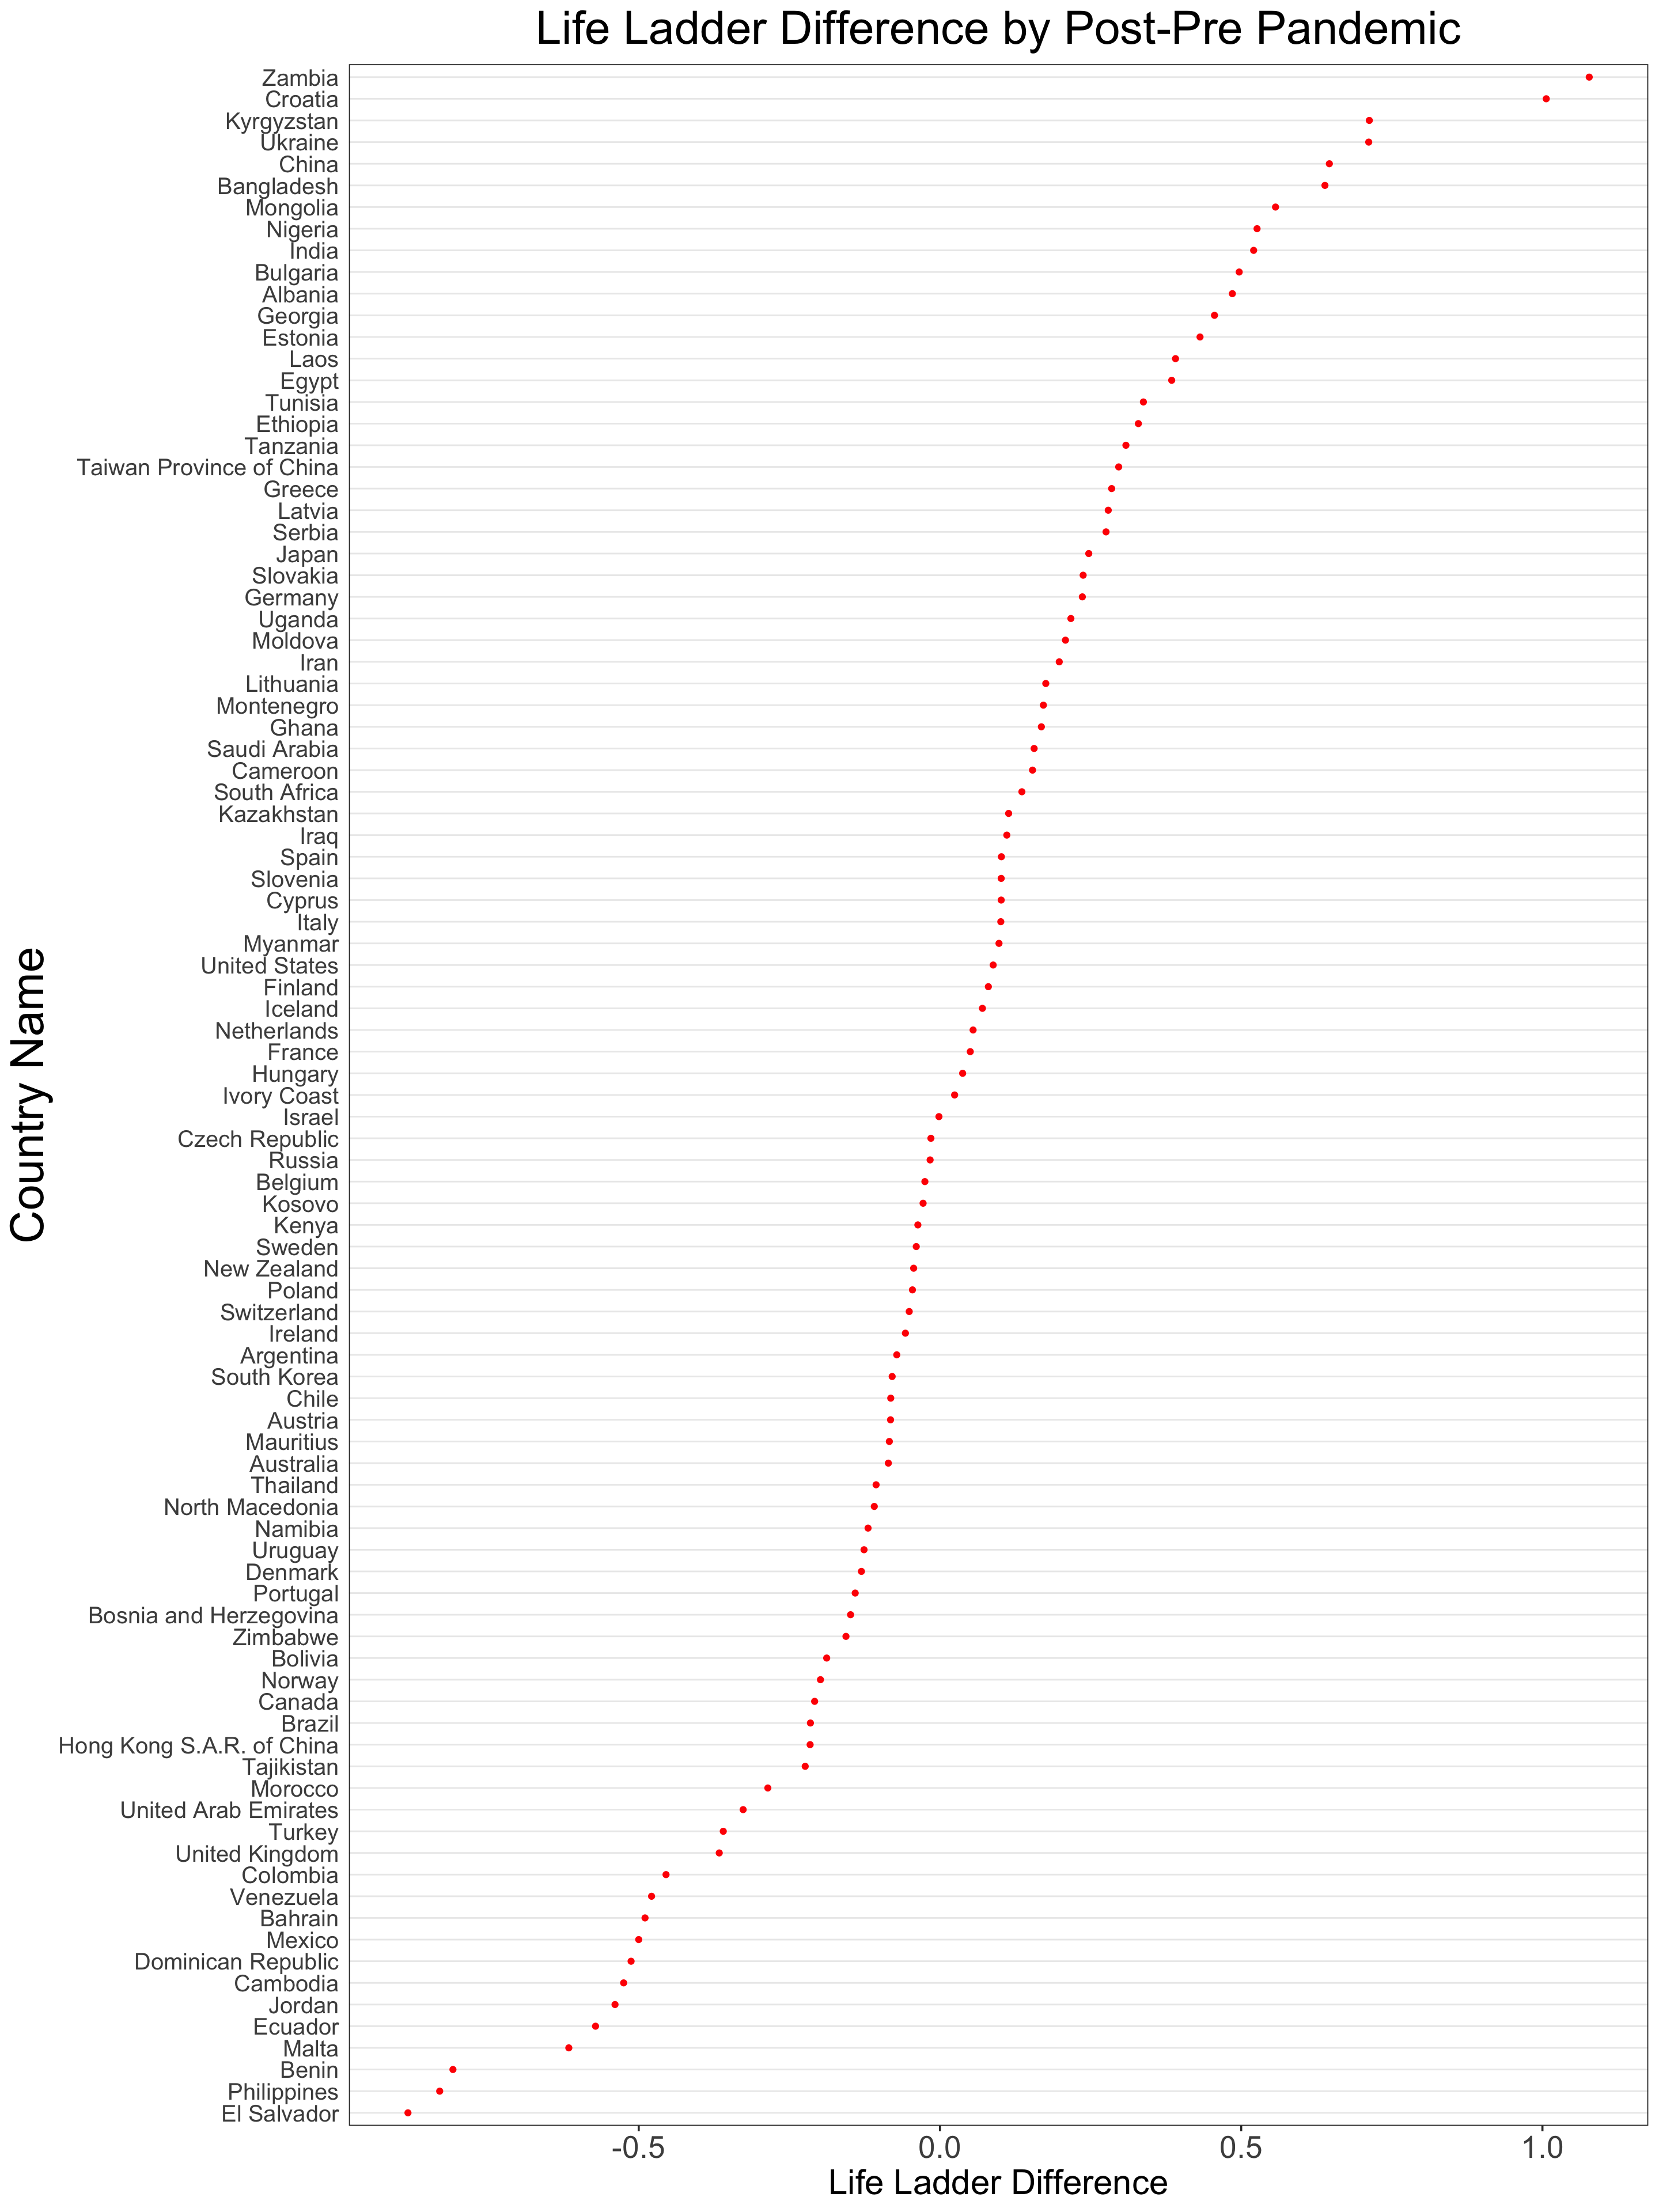 Life Ladder Difference by Post-Pre Pandemic
Zambia
Croatia
Kyrgyzstan
Ukraine
China
Bangladesh
Mongolia
Nigeria
India
Bulgaria
Albania
Georgia
Estonia
Laos
Egypt
Tunisia
Ethiopia
Tanzania
Taiwan Province of China
Greece
Latvia
Serbia
Japan
Slovakia
Germany
Uganda
Moldova
Iran
Lithuania
Montenegro
Ghana
Saudi Arabia
Cameroon
South Africa
Kazakhstan
Iraq
Spain
Slovenia
Cyprus
Italy
Myanmar
United States
Finland
Iceland
Netherlands
France
Hungary
Ivory Coast
Israel
Czech Republic
Russia
Belgium
Kosovo
Kenya
Sweden
New Zealand
Poland
Switzerland
Ireland
Argentina
South Korea
Chile
Austria
Mauritius
Australia
Thailand
North Macedonia
Namibia
Uruguay
Denmark
Portugal
Bosnia and Herzegovina
Zimbabwe
Bolivia
Norway
Canada
Brazil
Hong Kong S.A.R. of China
Tajikistan
Morocco
United Arab Emirates
Turkey
United Kingdom
Colombia
Venezuela
Bahrain
Mexico
Dominican Republic
Cambodia
Jordan
Ecuador
Malta
Benin
Philippines
El Salvador
Country Name
-0.5 0.0 0.5 1.0
Life Ladder Difference